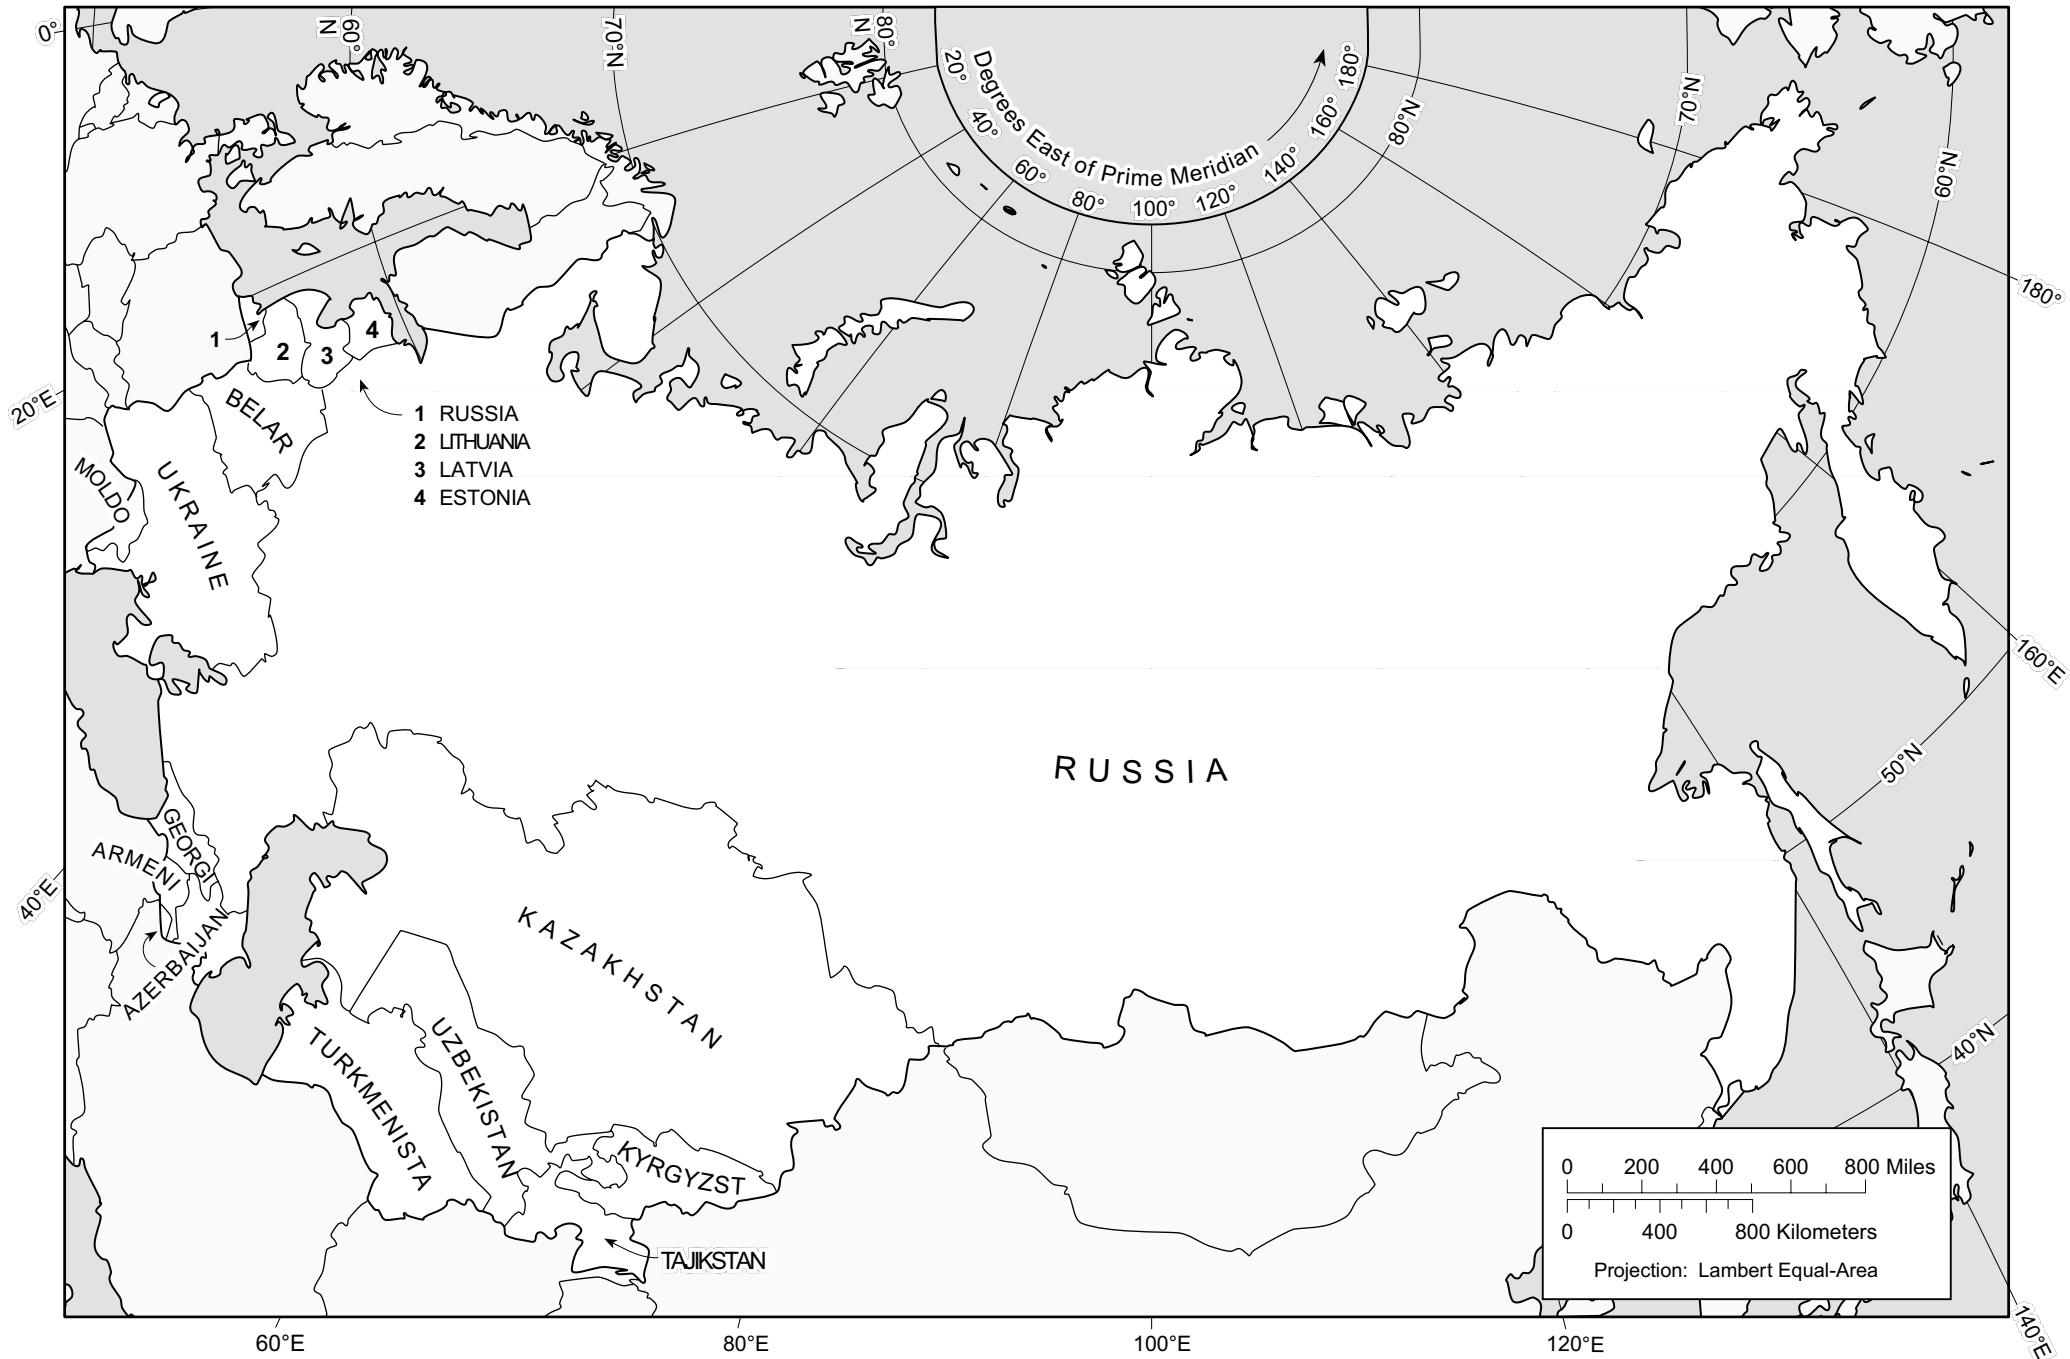 0°
60°
N
70°N
80°
N
20°
40°
60°
80°
100°
120°
140°
160°
180°
Degrees East of Prime Meridian
80°N
70°N
60°N
180°
20°E
1
2
3
4
BELAR
1 RUSSIA
2 LITHUANIA
3 LATVIA
4 ESTONIA
MOLDO
UKRAINE
160°E
50°N
RUSSIA
GEORGI
ARMENI
40°E
AZERBAIJAN
KAZAKHSTAN
TURKMENISTA
UZBEKISTAN
KYRGYZST
TAJIKSTAN
40°N
0 200 400 600 800 Miles
0 400 800 Kilometers
Projection: Lambert Equal-Area
60°E
80°E
100°E
120°E
140°E